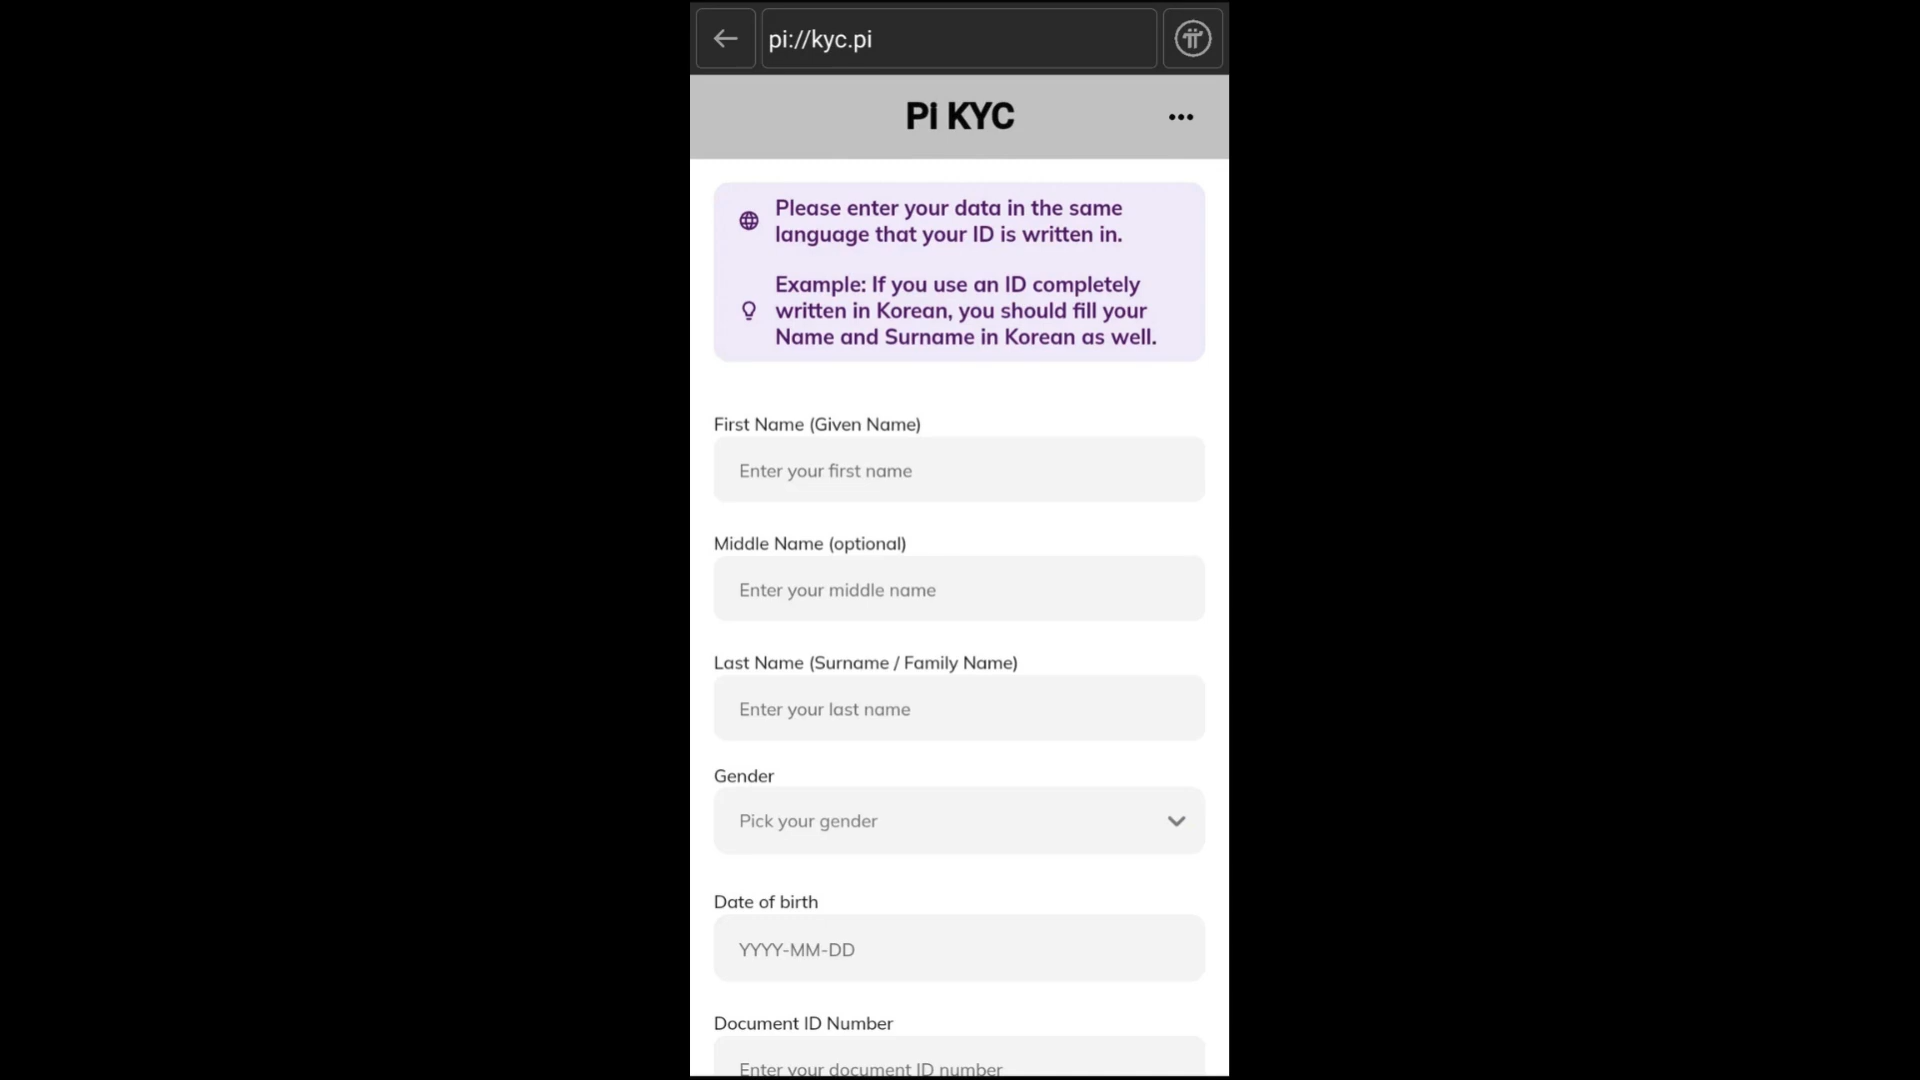 pi://kyc.pi
Pi KYC
Please enter your data in the same
language that your ID is written in.
Example: If you use an ID completely
written in Korean, you should fill your
Name and Surname in Korean as well.
First Name (Given Name)
Enter your first name
Middle Name (optional)
Enter your middle name
Last Name (Surname / Family Name)
Enter your last name
Gender
Pick your gender
Date of birth
YYYY-MM-DD
Document ID Number
Enter your document ID number